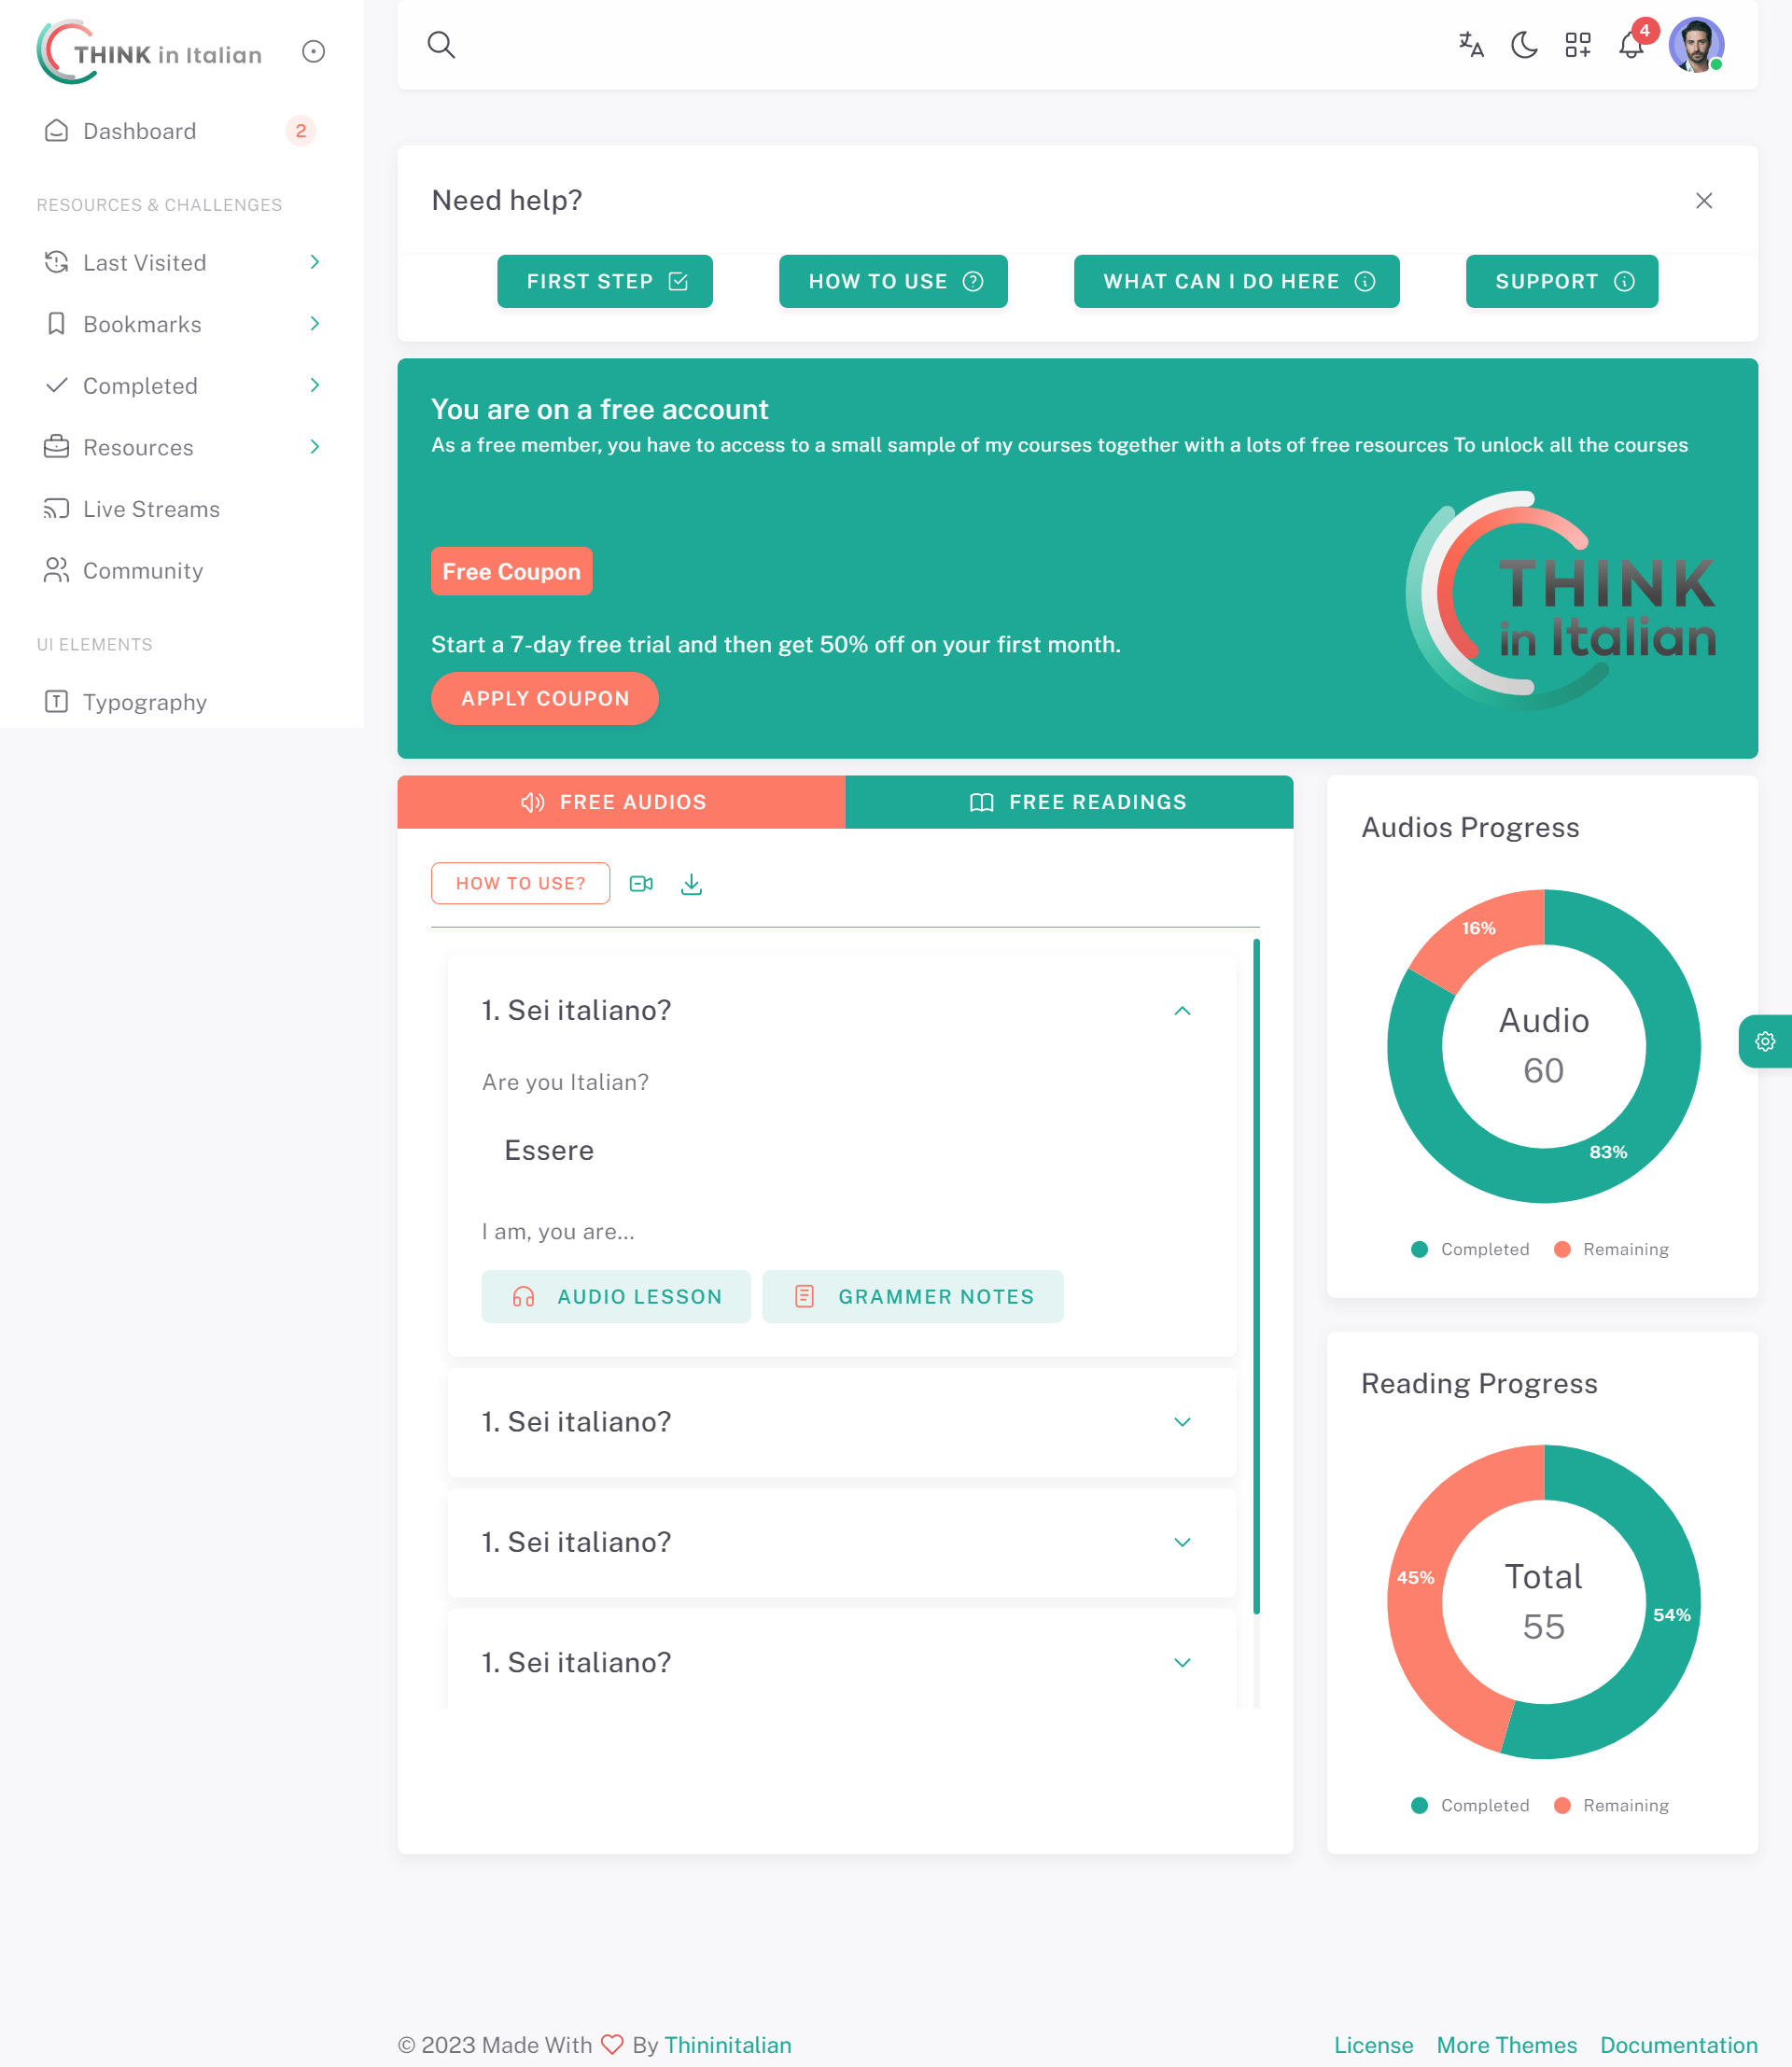 THINK in Italian
Dashboard 2
RESOURCES & CHALLENGES
Last Visited
Bookmarks
Completed
Resources
Live Streams
Community
UI ELEMENTS
Typography
4
Need help?
FIRST STEP
HOW TO USE
WHAT CAN I DO HERE
SUPPORT
You are on a free account
As a free member, you have to access to a small sample of my courses together with a lots of free resources To unlock all the courses
Free Coupon
Start a 7-day free trial and then get 50% off on your first month.
APPLY COUPON
THINK
in Italian
FREE AUDIOS
FREE READINGS
HOW TO USE?
1. Sei italiano?
Are you Italian?
Essere
I am, you are...
AUDIO LESSON
GRAMMER NOTES
1. Sei italiano?
1. Sei italiano?
1. Sei italiano?
Audios Progress
16%
Audio
60
83%
Completed
Remaining
Reading Progress
45%
Total
55
54%
Completed
Remaining
© 2023 Made With By Thininitalian
License
More Themes
Documentation